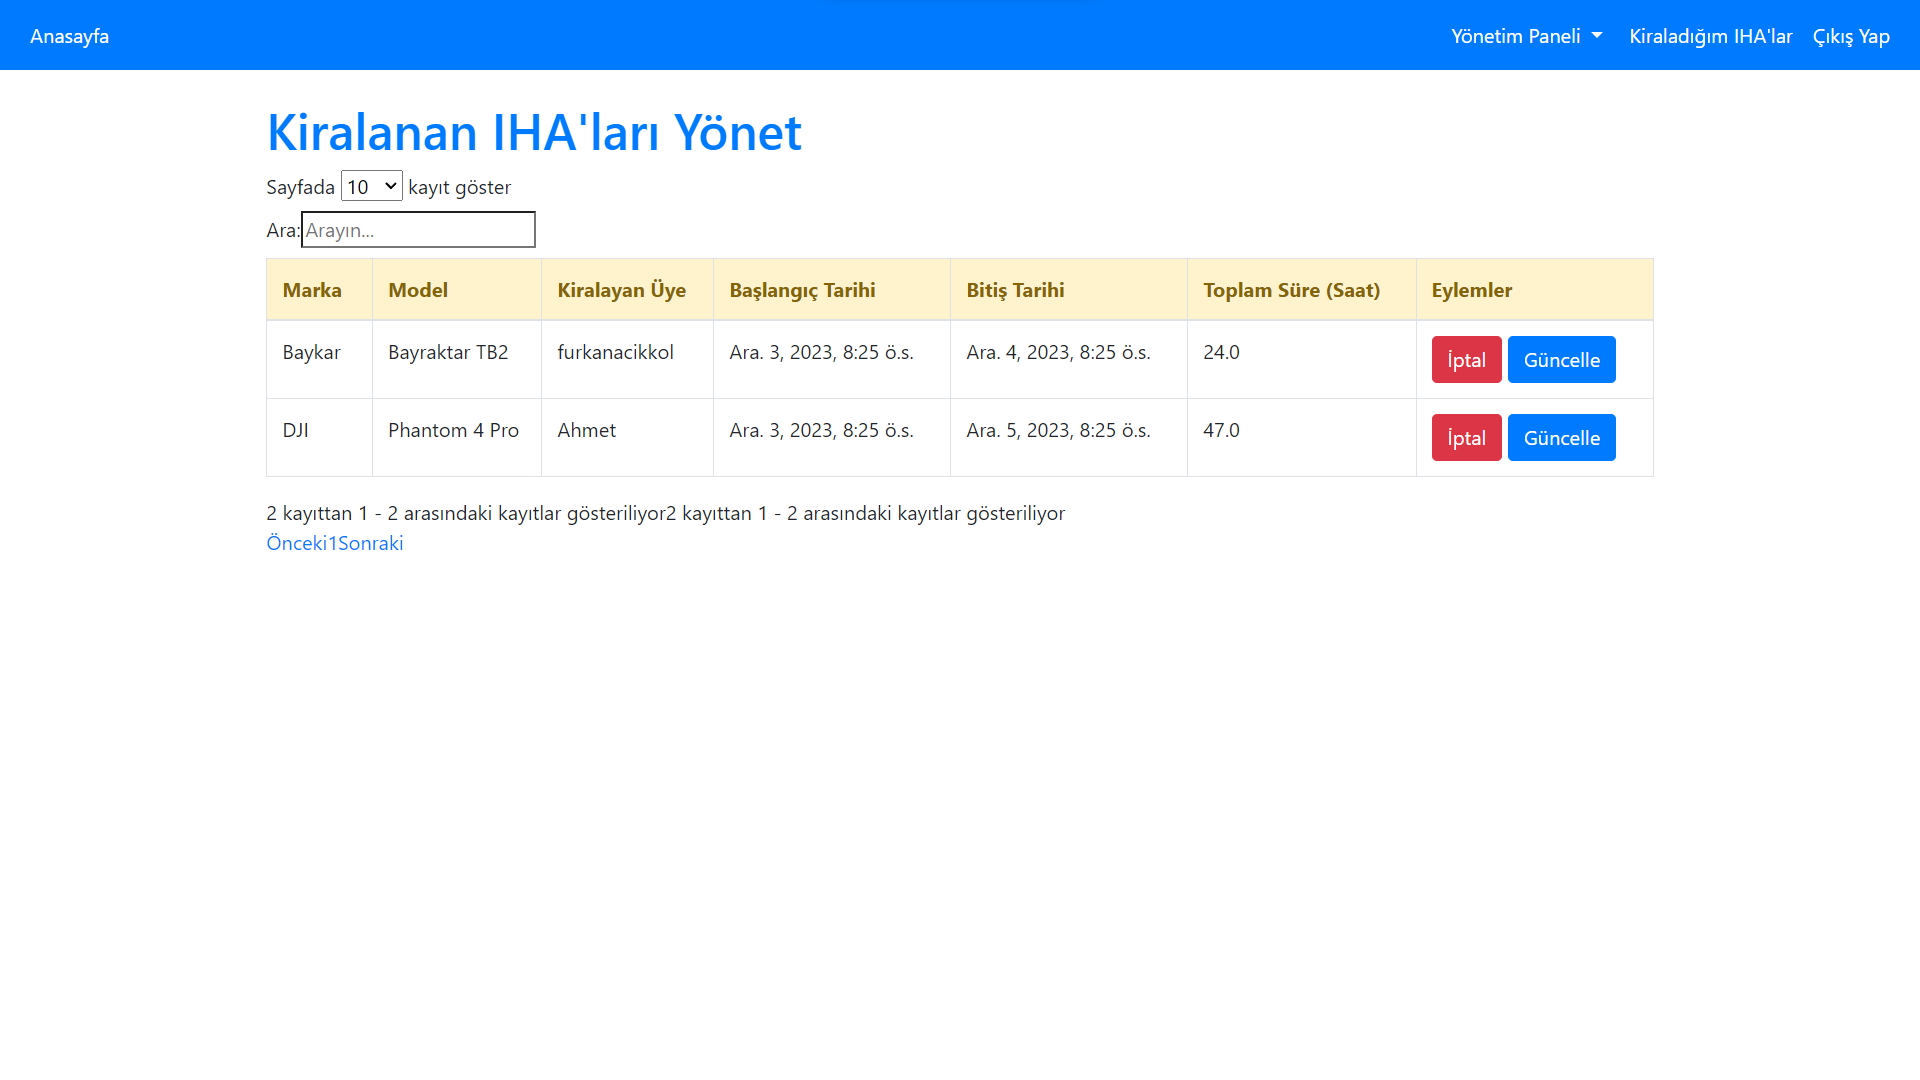 Anasayfa Yönetim Paneli Kiraladığım IHA'lar Çıkış Yap
Kiralanan IHA'ları Yönet
Sayfada 10 kayıt göster
Ara: Arayın...
Marka Model Kiralayan Üye Başlangıç Tarihi Bitiş Tarihi Toplam Süre (Saat) Eylemler
Baykar Bayraktar TB2 furkanacikkol Ara. 3, 2023, 8:25 ö.s. Ara. 4, 2023, 8:25 ö.s. 24.0 İptal Güncelle
DJI Phantom 4 Pro Ahmet Ara. 3, 2023, 8:25 ö.s. Ara. 5, 2023, 8:25 ö.s. 47.0 İptal Güncelle
2 kayıttan 1 - 2 arasındaki kayıtlar gösteriliyor2 kayıttan 1 - 2 arasındaki kayıtlar gösteriliyor
Önceki1Sonraki